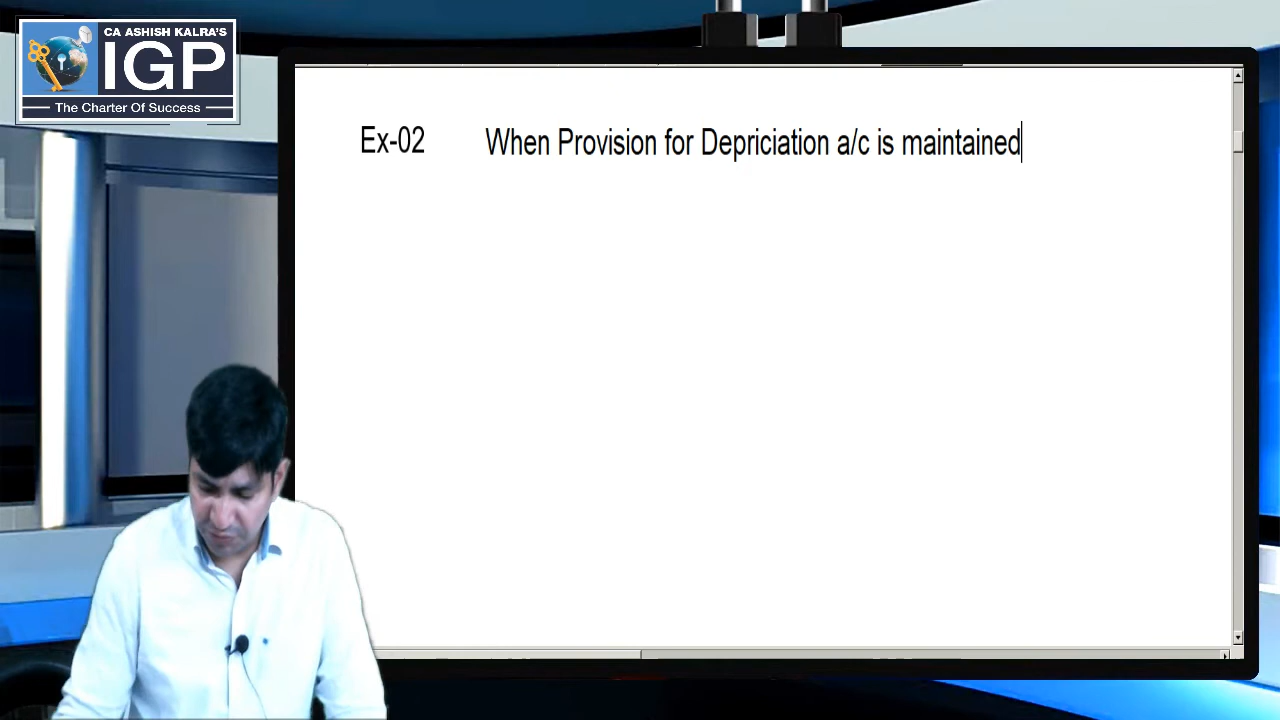 CA ASHISH KALRA'S
IGP
The Charter Of Success
Ex-02 When Provision for Depriciation a/c is maintained